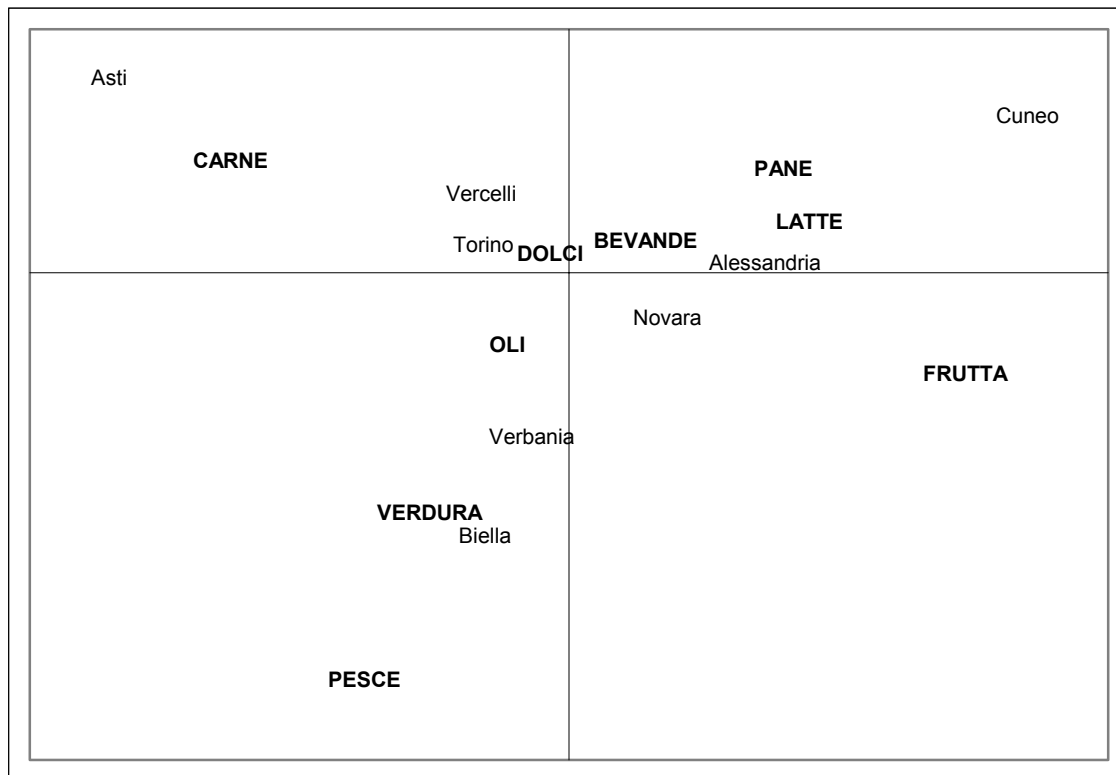 Asti
Cuneo
CARNE
PANE
Vercelli
LATTE
Torino
DOLCI
BEVANDE
Alessandria
Novara
OLI
FRUTTA
Verbania
VERDURA
Biella
PESCE